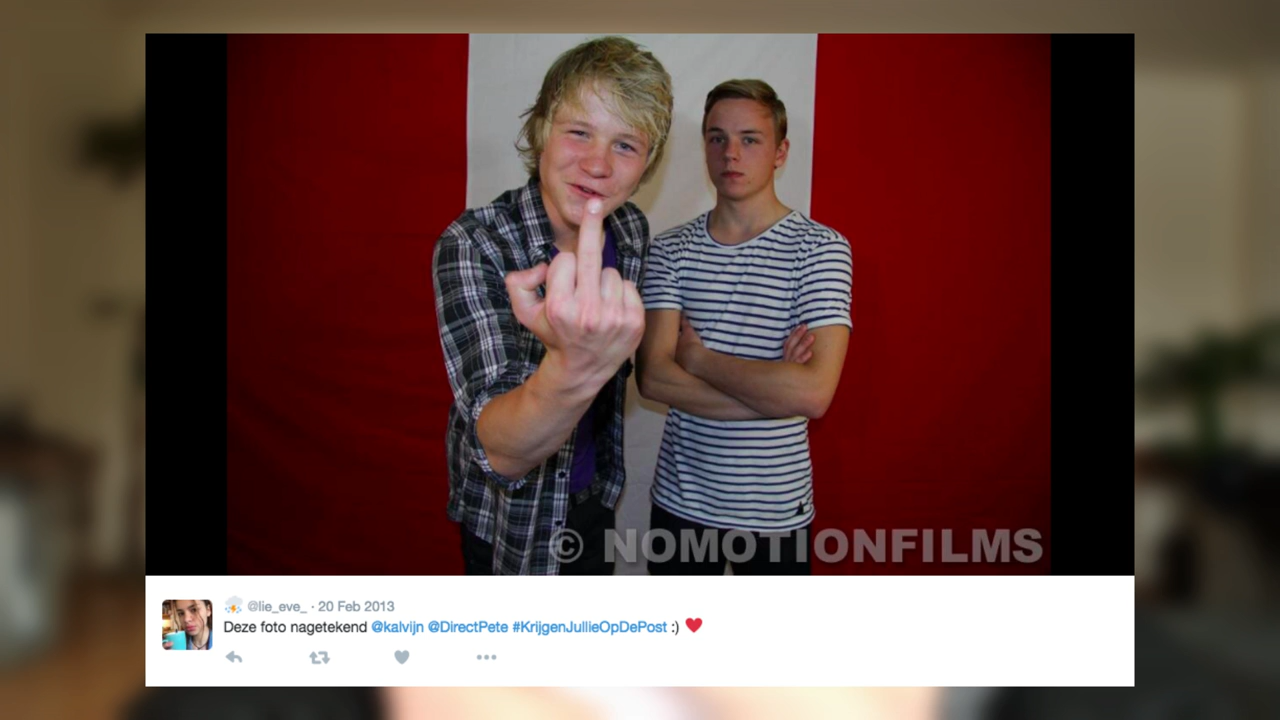 © NOMOTIONFILMS
@lie_eve_ · 20 Feb 2013
Deze foto nagetekend @kalvijn @DirectPete #KrijgenJullieOpDePost :) ❤